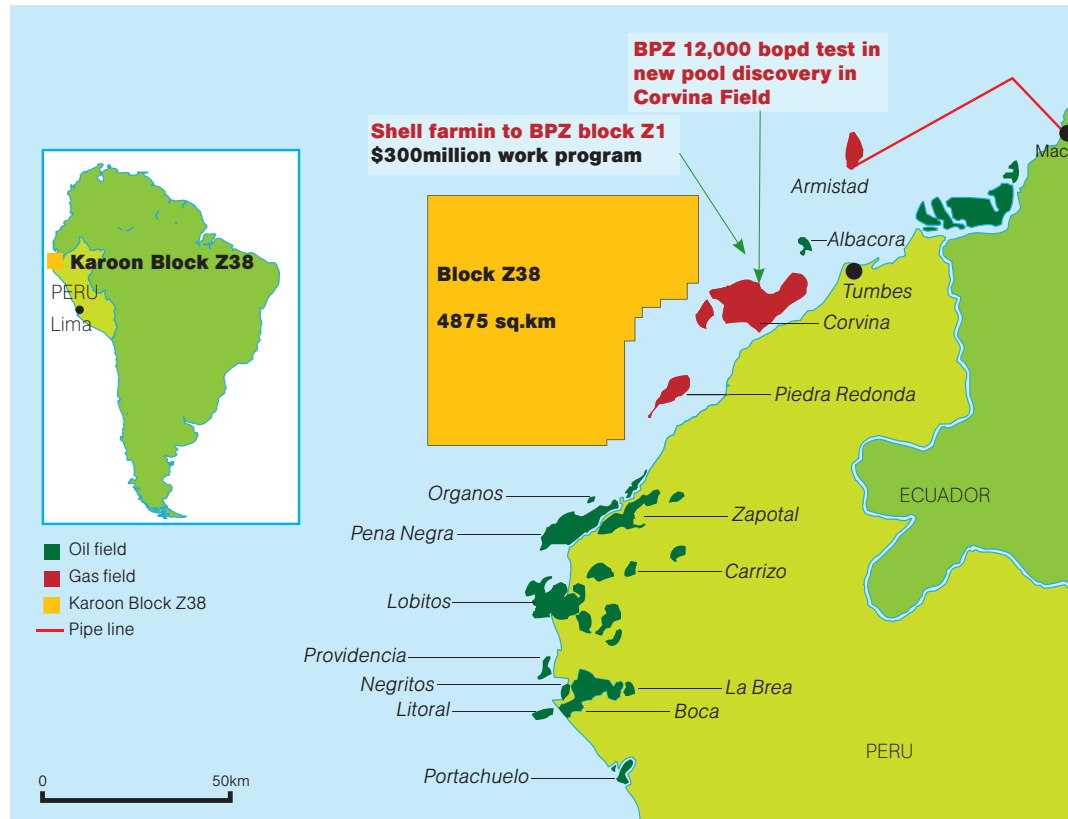 BPZ 12,000 bopd test in
new pool discovery in
Corvina Field
Shell farmin to BPZ block Z1
$300million work program
Mac
Armistad
Albacora
Tumbes
Corvina
Block Z38
4875 sq.km
Piedra Redonda
Karoon Block Z38
PERU
Lima
Organos
Zapotal
Pena Negra
ECUADOR
Oil field
Gas field
Karoon Block Z38
Pipe line
Carrizo
Lobitos
Providencia
Negritos
La Brea
Litoral
Boca
PERU
Portachuelo
0
50km